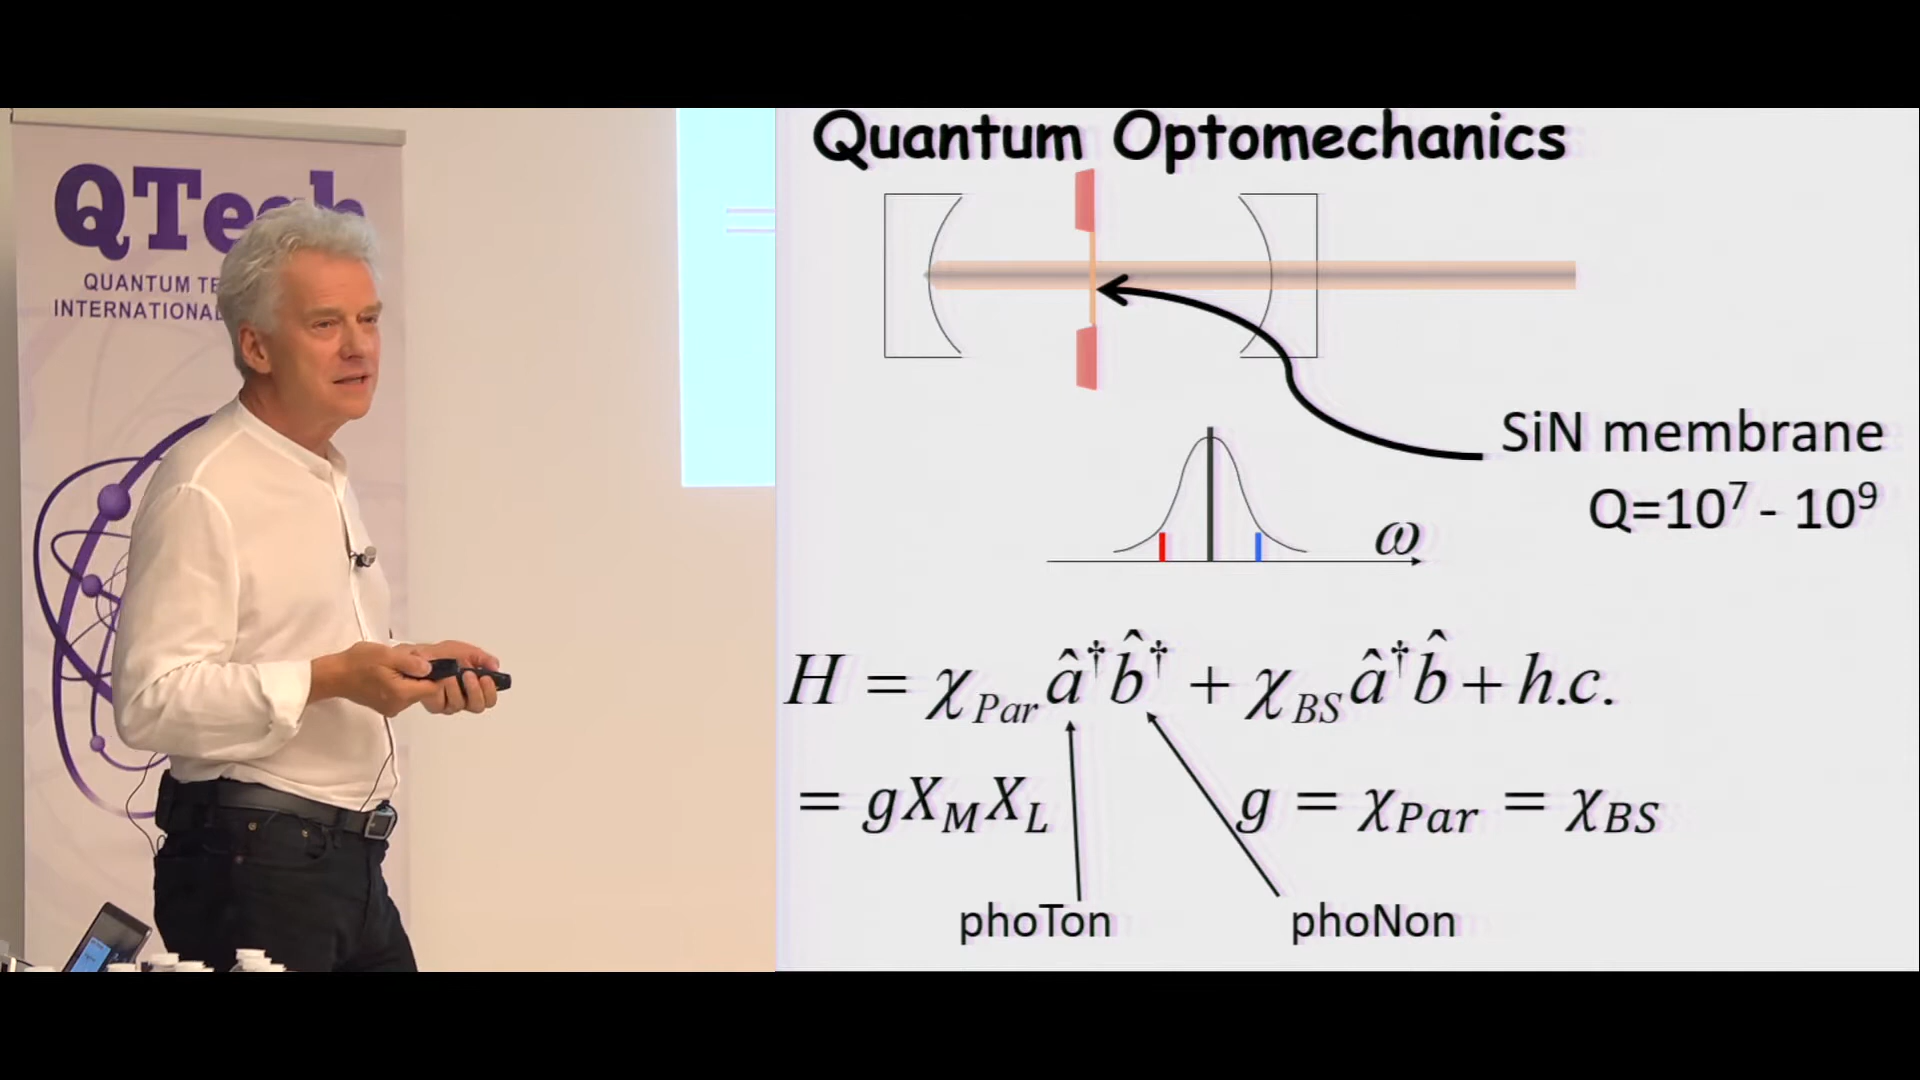 QTech
QUANTUM TE
INTERNATIONAL
Quantum Optomechanics
SiN membrane
Q=10⁷ - 10⁹
ω
H = χ_Par â†b̂† + χ_BS â†b̂ + h.c.
= gX_M X_L
g = χ_Par = χ_BS
phoTon
phoNon